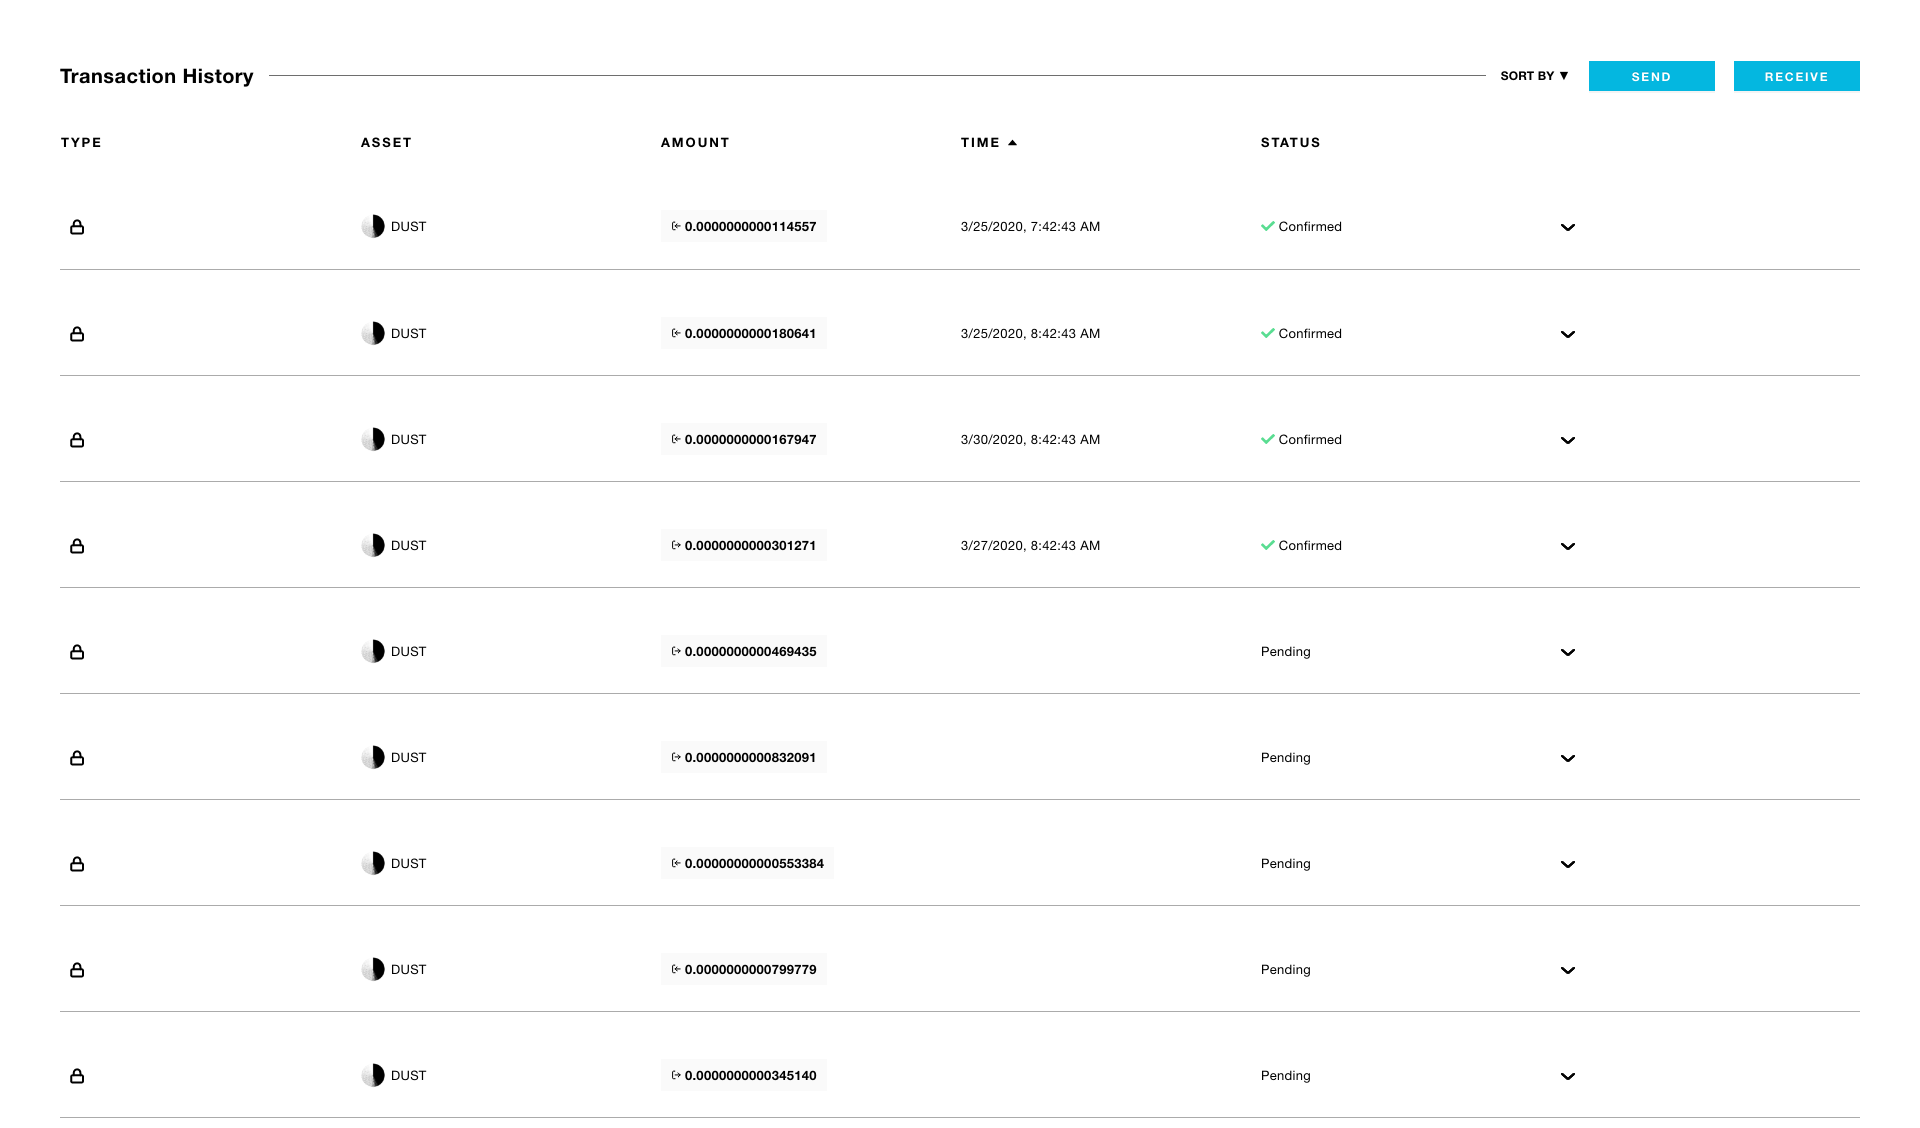 Transaction History SORT BY ▼ SEND RECEIVE
TYPE ASSET AMOUNT TIME ▲ STATUS
DUST 0.0000000000114557 3/25/2020, 7:42:43 AM Confirmed
DUST 0.0000000000180641 3/25/2020, 8:42:43 AM Confirmed
DUST 0.0000000000167947 3/30/2020, 8:42:43 AM Confirmed
DUST 0.0000000000301271 3/27/2020, 8:42:43 AM Confirmed
DUST 0.0000000000469435 Pending
DUST 0.0000000000832091 Pending
DUST 0.00000000000553384 Pending
DUST 0.0000000000799779 Pending
DUST 0.0000000000345140 Pending